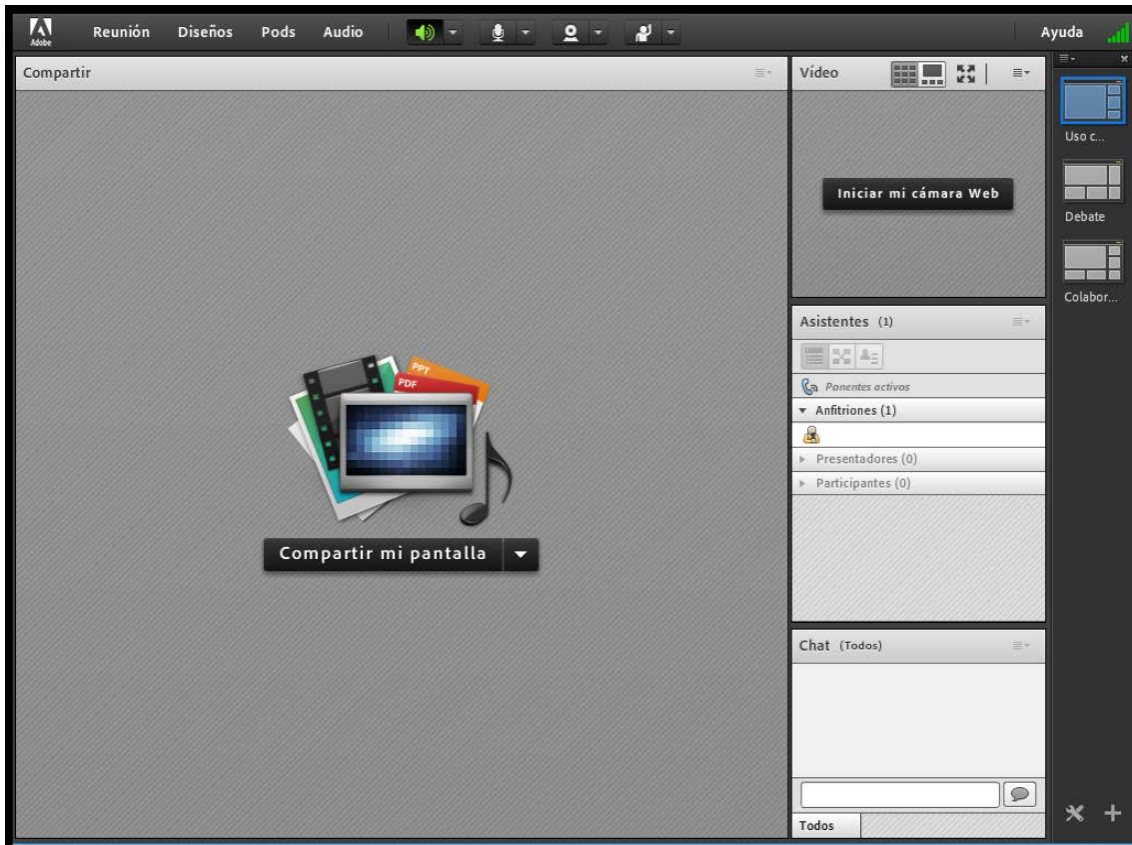 Adobe
Reunión Diseños Pods Audio Ayuda
Compartir
PPT
PDF
Compartir mi pantalla
Vídeo
Iniciar mi cámara Web
Asistentes (1)
Ponentes activos
Anfitriones (1)
Presentadores (0)
Participantes (0)
Chat (Todos)
Todos
Uso c...
Debate
Colabor...